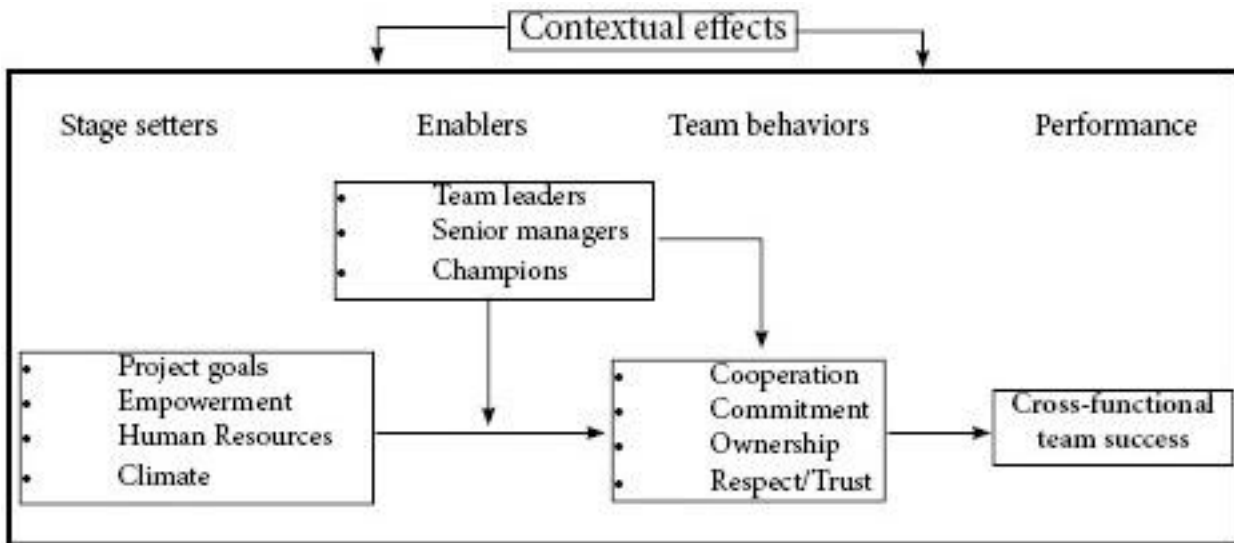 Contextual effects
Stage setters
Enablers
Team behaviors
Performance
• Team leaders
• Senior managers
• Champions
• Project goals
• Empowerment
• Human Resources
• Climate
• Cooperation
• Commitment
• Ownership
• Respect/Trust
Cross-functional
team success